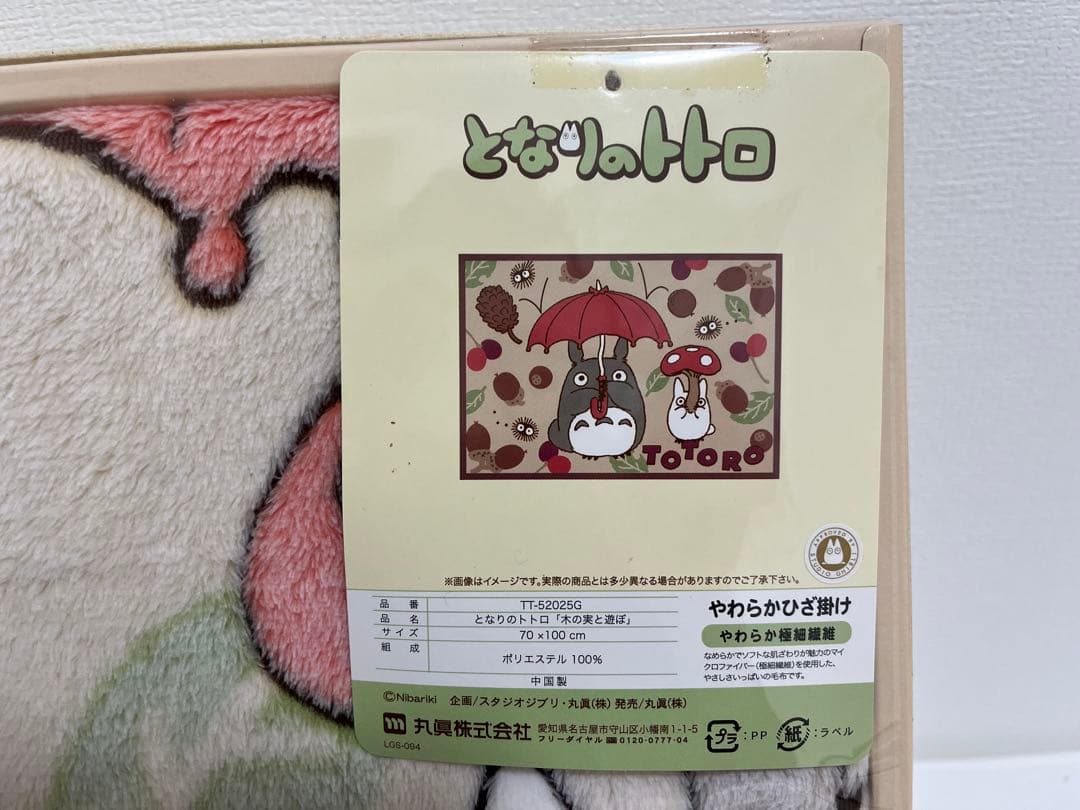 となりのトトロ
TOTORO
APPROVED BY STUDIO GHIBLI
※画像はイメージです。実際の商品とは多少異なる場合がありますのでご了承下さい。
品番 TT-52025G
品名 となりのトトロ「木の実と遊ぼ」
サイズ 70×100cm
組成 ポリエステル 100%
中国製
やわらかひざ掛け
やわらか極細繊維
なめらかでソフトな肌ざわりが魅力のマイ
クロファイバー(極細繊維)を使用した、
やさしさいっぱいの毛布です。
©Nibariki 企画/スタジオジブリ・丸眞(株) 発売/丸眞(株)
m 丸眞株式会社 愛知県名古屋市守山区小幡南1-1-5
フリーダイヤル 0120-0777-04
LGS-094
プラ:PP 紙:ラベル